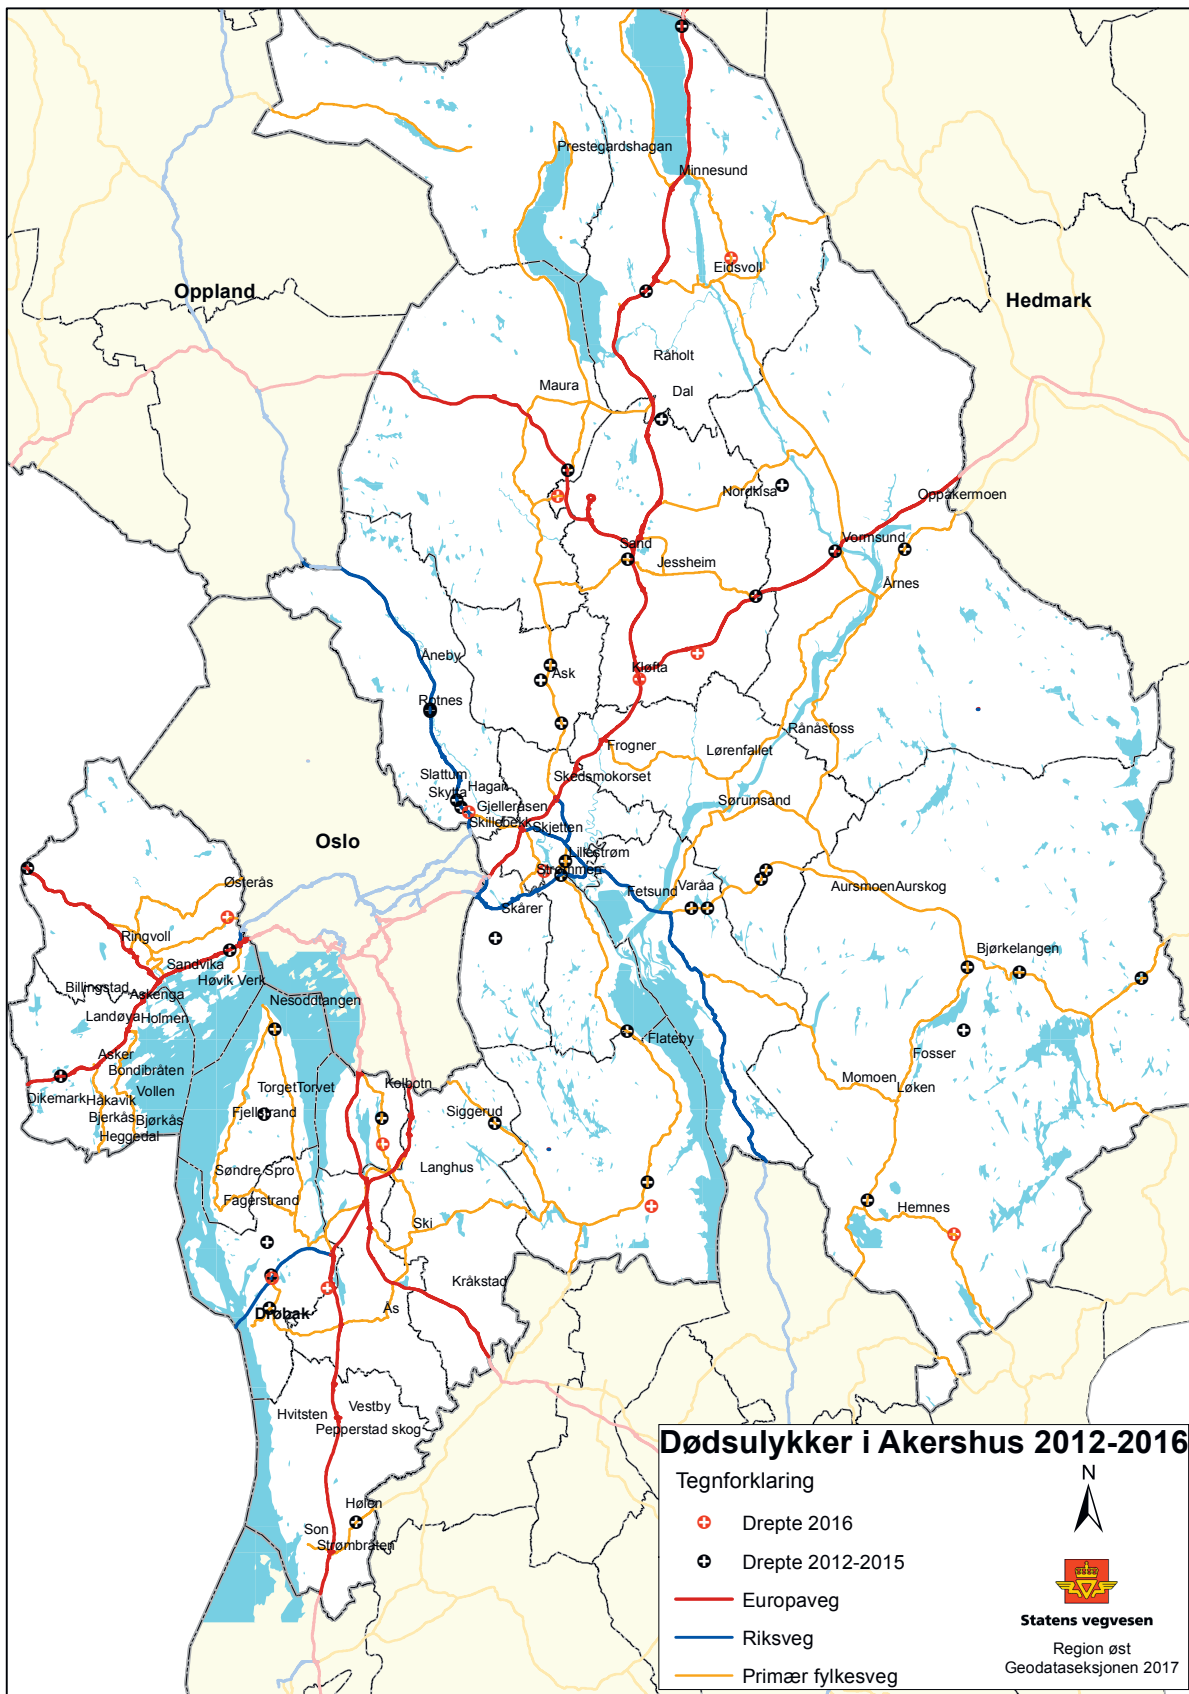 Prestegardshagan
Minnesund
Eidsvoll
Oppland
Hedmark
Råholt
Maura
Dal
Nordkisa
Oppakermoen
Sand
Vormsund
Jessheim
Årnes
Åneby
Ask
Kløfta
Rotnes
Rånåsfoss
Frogner
Lørenfallet
Slattum
Hagan
Skedsmokorset
Skytta
Gjelleråsen
Sørumsand
Skillebekk
Skjetten
Oslo
Lillestrøm
Strømmen
Østerås
Fetsund
Varåa
Aursmoen
Aurskog
Skårer
Ringvoll
Bjørkelangen
Sandvika
Høvik Verk
Billingstad
Askenga
Nesoddtangen
Landøya
Holmen
Flateby
Asker
Fosser
Bondibråten
Momoen
Løken
Dikemark
Håkavik
Vollen
Torget
Torvet
Kolbotn
Bjerkås
Bjørkås
Fjellstrand
Siggerud
Heggedal
Søndre Spro
Langhus
Fagerstrand
Ski
Hemnes
Kråkstad
Drøbak
Ås
Hvitsten
Vestby
Pepperstad skog
Hølen
Son
Strømbråten
Dødsulykker i Akershus 2012-2016
Tegnforklaring
N
Drepte 2016
Drepte 2012-2015
Europaveg
Riksveg
Primær fylkesveg
Statens vegvesen
Region øst
Geodataseksjonen 2017